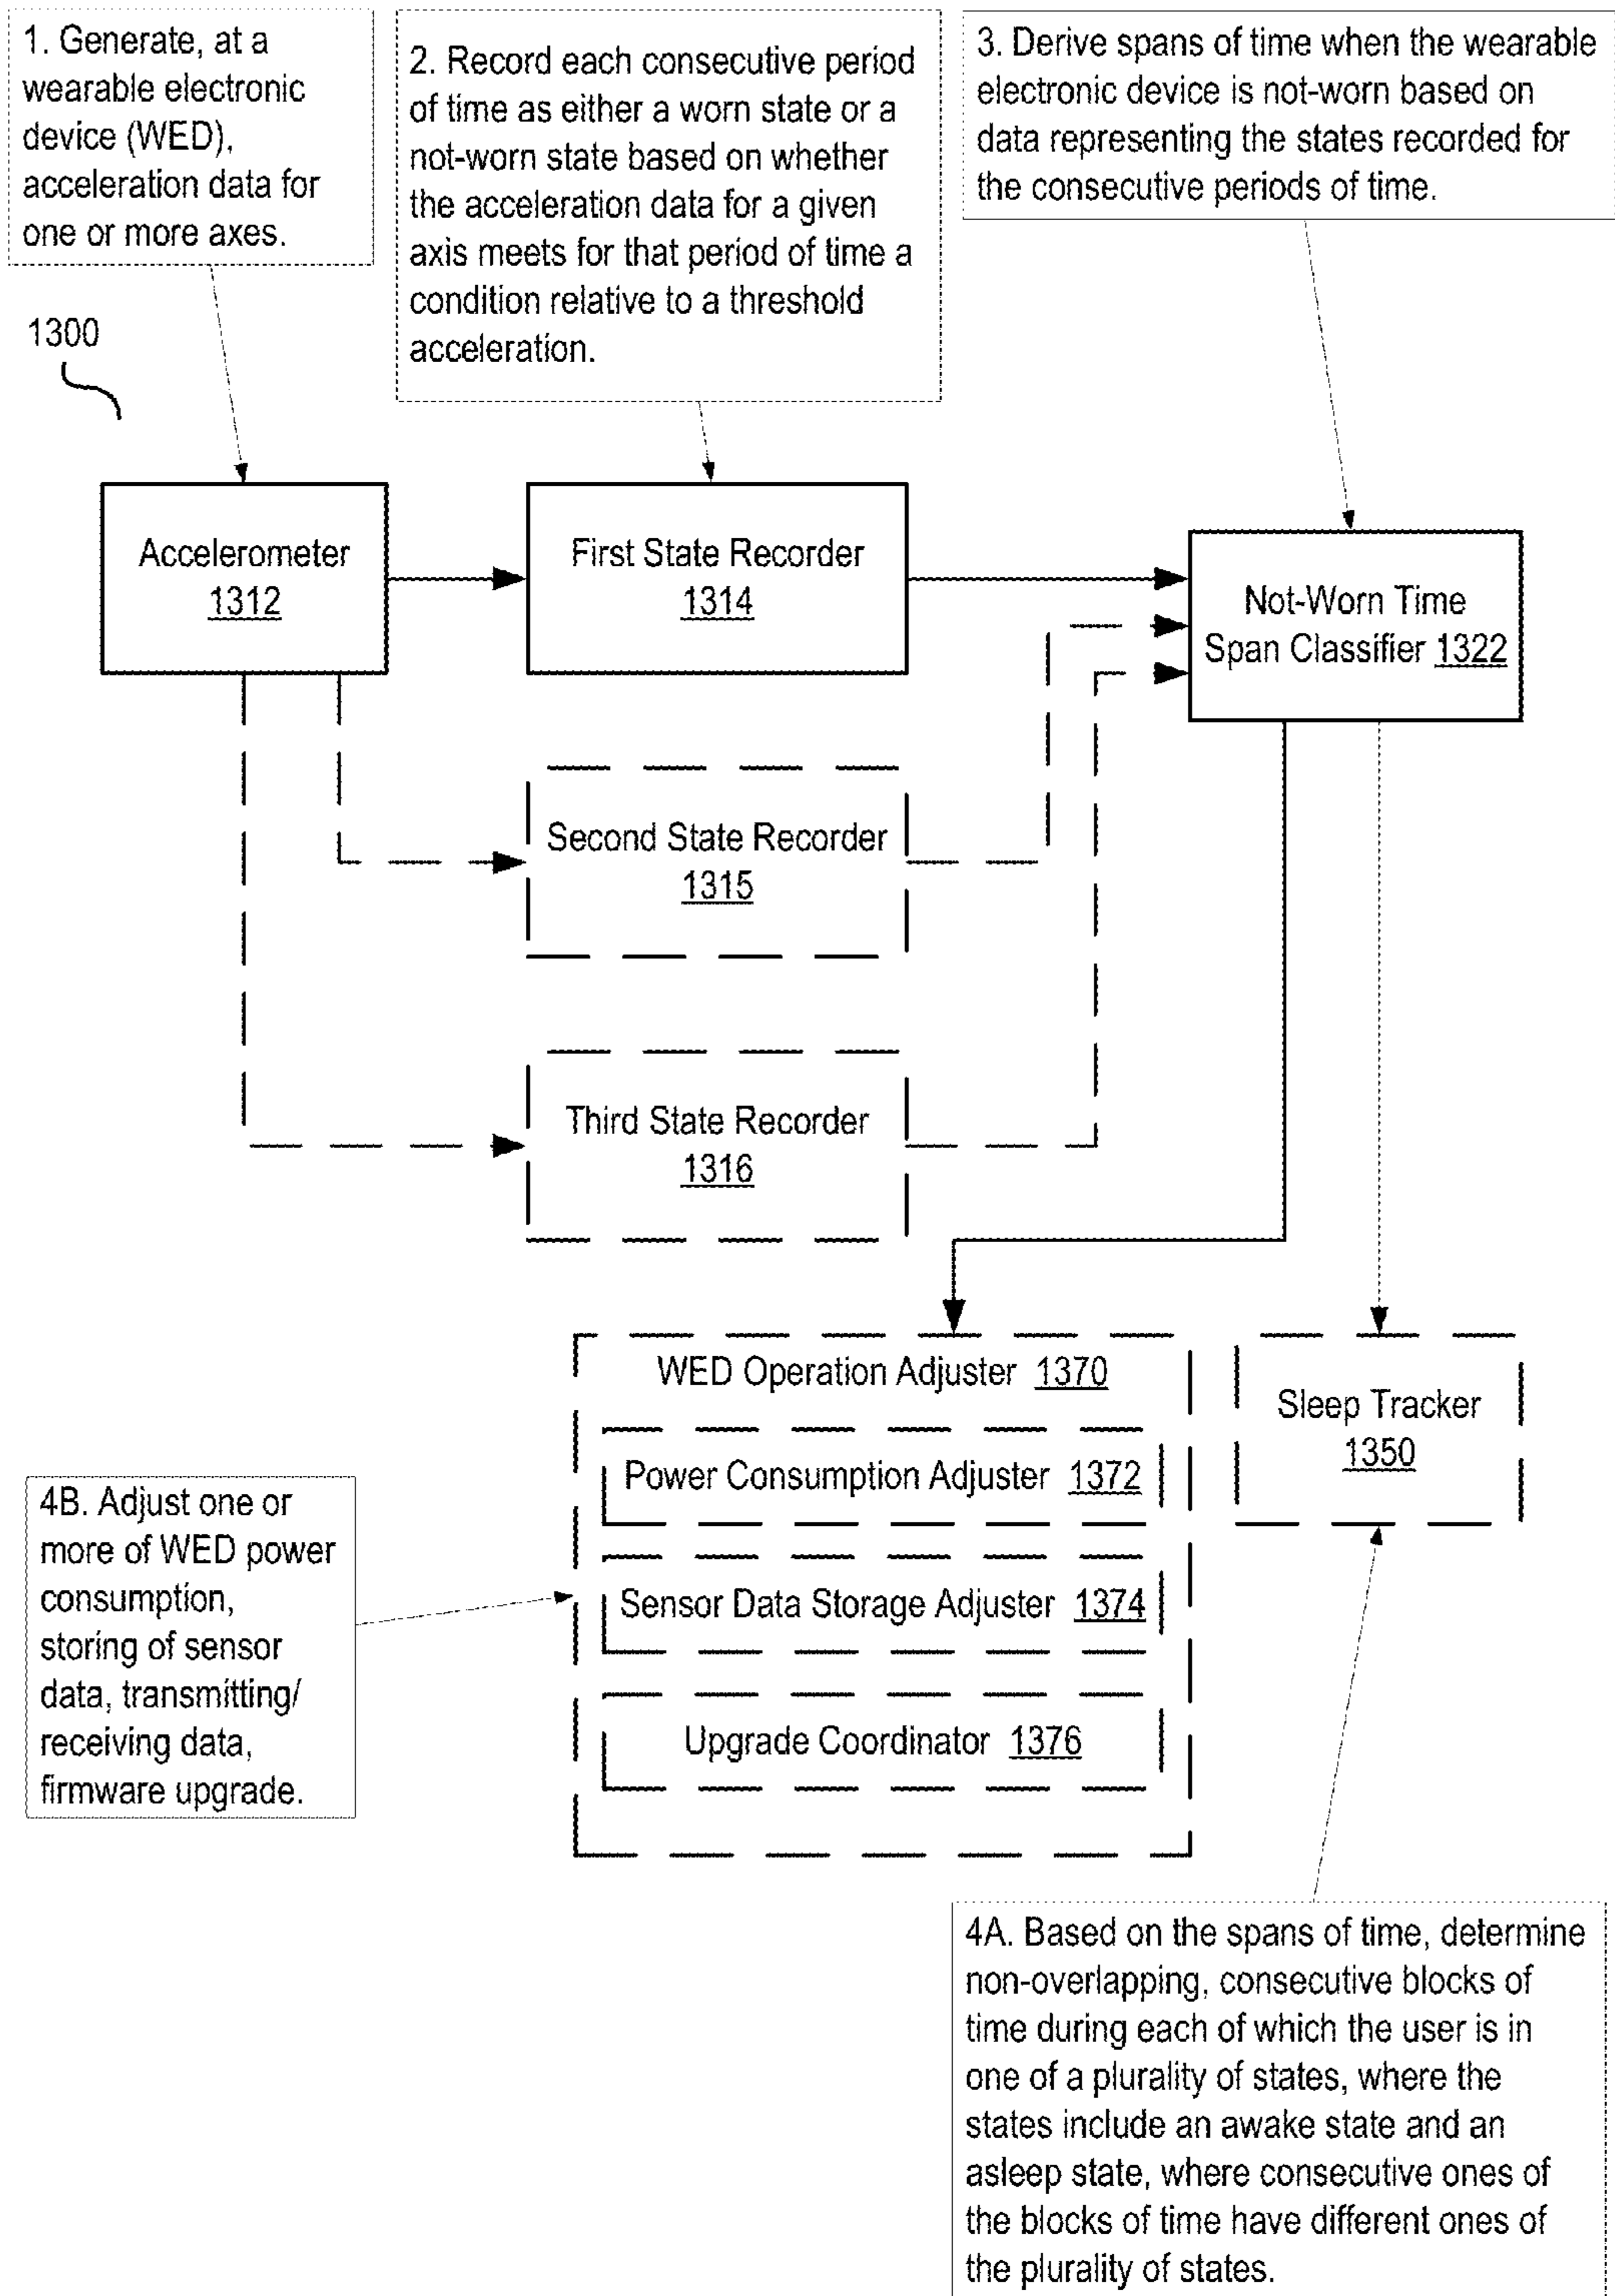 1. Generate, at a
wearable electronic
device (WED),
acceleration data for
one or more axes.
2. Record each consecutive period
of time as either a worn state or a
not-worn state based on whether
the acceleration data for a given
axis meets for that period of time a
condition relative to a threshold
acceleration.
3. Derive spans of time when the wearable
electronic device is not-worn based on
data representing the states recorded for
the consecutive periods of time.
1300
Accelerometer
1312
First State Recorder
1314
Not-Worn Time
Span Classifier 1322
Second State Recorder
1315
Third State Recorder
1316
WED Operation Adjuster 1370
Power Consumption Adjuster 1372
Sensor Data Storage Adjuster 1374
Upgrade Coordinator 1376
Sleep Tracker
1350
4B. Adjust one or
more of WED power
consumption,
storing of sensor
data, transmitting/
receiving data,
firmware upgrade.
4A. Based on the spans of time, determine
non-overlapping, consecutive blocks of
time during each of which the user is in
one of a plurality of states, where the
states include an awake state and an
asleep state, where consecutive ones of
the blocks of time have different ones of
the plurality of states.